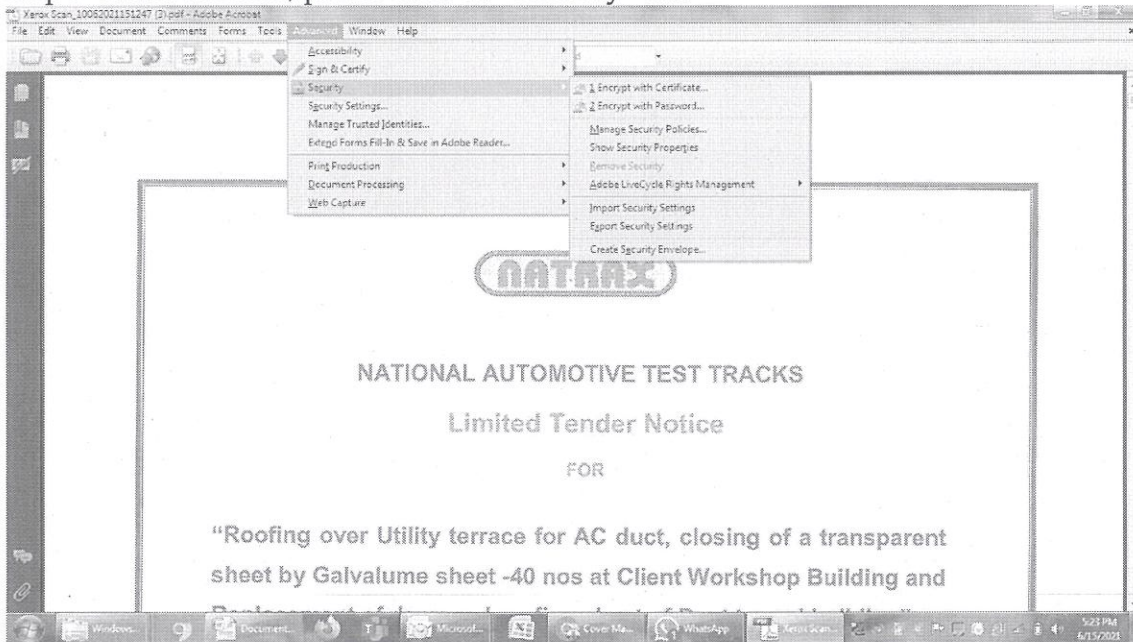 Xerox Scan_10062021151247 (2).pdf - Adobe Acrobat
File Edit View Document Comments Forms Tools Advanced Window Help
Accessibility
Sign & Certify
Security
Security Settings...
Manage Trusted Identities...
Extend Forms Fill-In & Save in Adobe Reader...
Print Production
Document Processing
Web Capture
1 Encrypt with Certificate...
2 Encrypt with Password...
Manage Security Policies...
Show Security Properties
Remove Security
Adobe LiveCycle Rights Management
Import Security Settings
Export Security Settings
Create Security Envelope...
NATRAX
NATIONAL AUTOMOTIVE TEST TRACKS
Limited Tender Notice
FOR
“Roofing over Utility terrace for AC duct, closing of a transparent
sheet by Galvalume sheet -40 nos at Client Workshop Building and
Windows... Document... Microsof... Cover Ma... WhatsApp Xerox Scan...
5:23 PM
6/15/2021